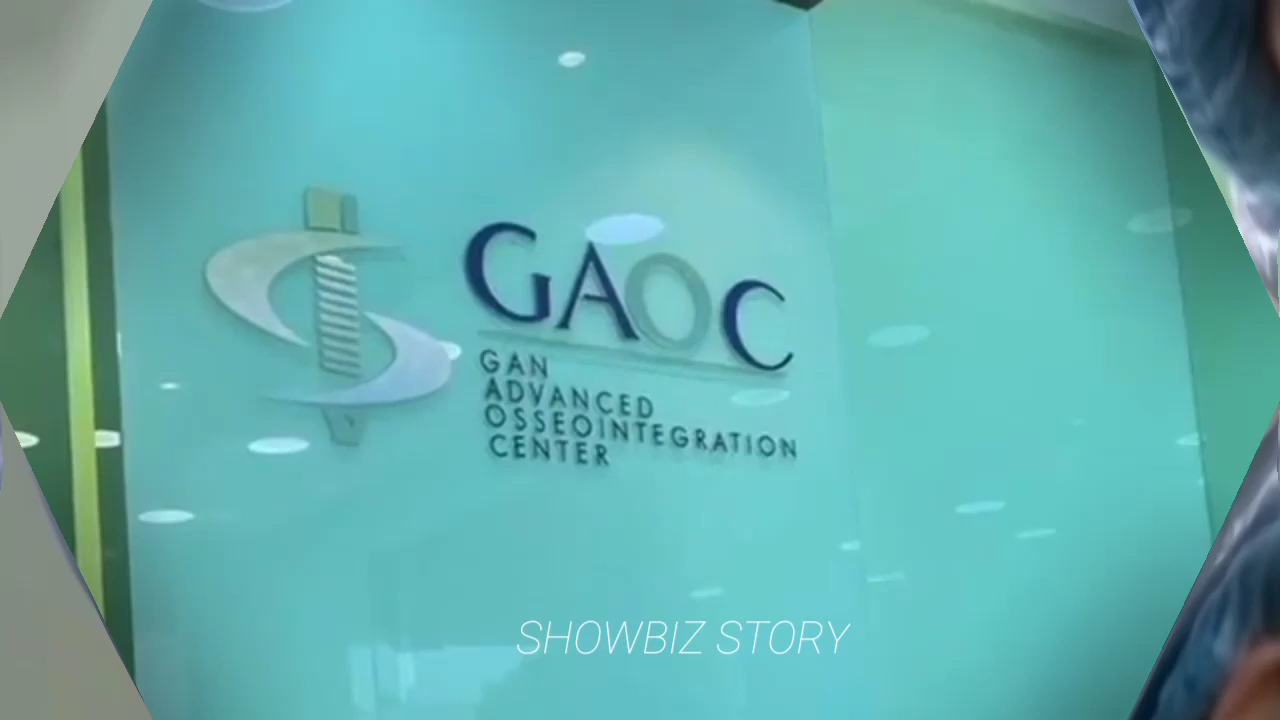 GAOC
GAN
ADVANCED
OSSEOINTEGRATION
CENTER
SHOWBIZ STORY